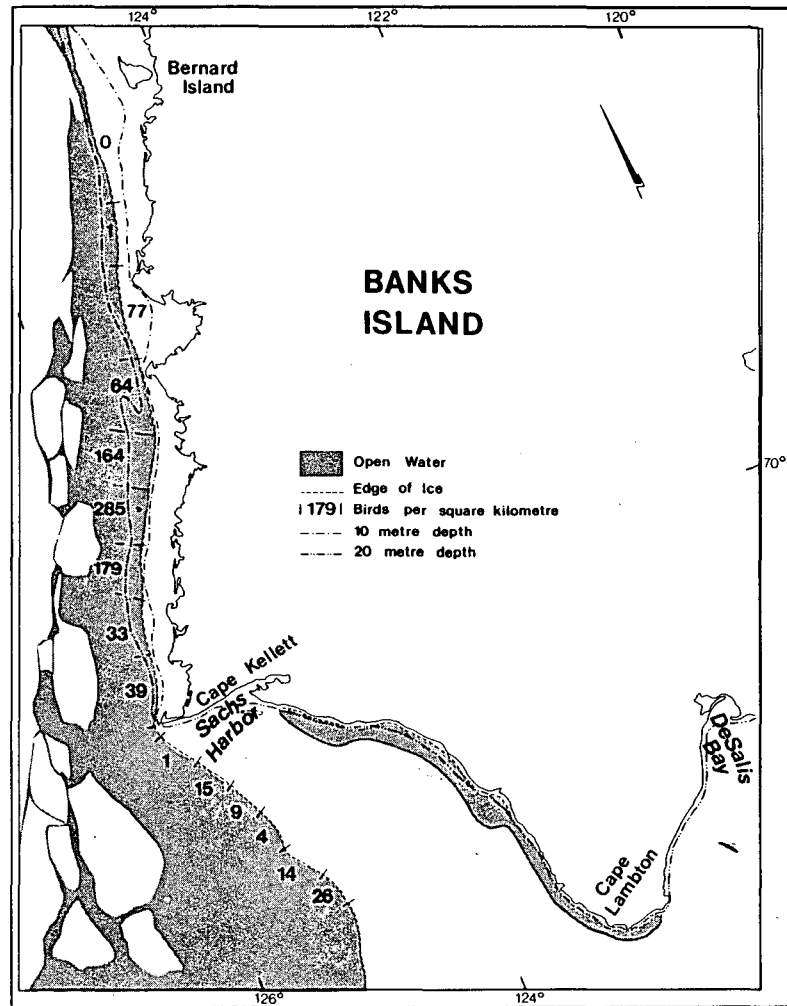 124° 122° 120°
Bernard
Island
0
1
BANKS
ISLAND
77
64
Open Water
70°
164
Edge of Ice
179 Birds per square kilometre
285
10 metre depth
20 metre depth
179
33
39
Cape Kellett
Sachs
Harbor
DeSalis
Bay
1
15
9
4
14
26
Cape
Lambton
126° 124°